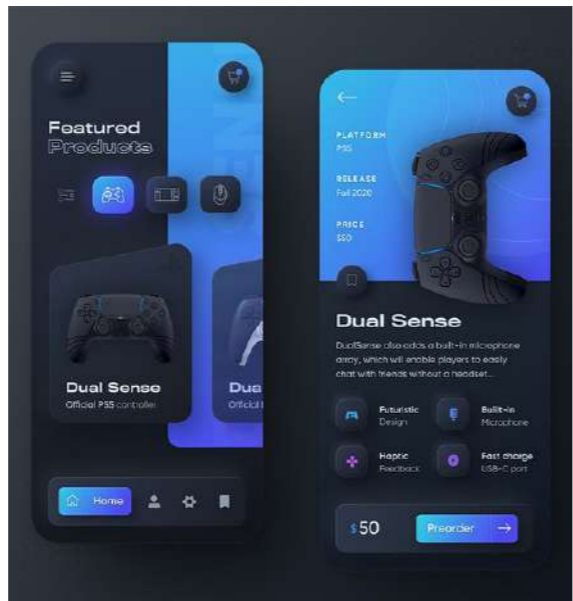 Featured
Products
Dual Sense
Official PS5 controller
Dua
Official
Home
PLATFORM
PS5
RELEASE
Fall 2020
PRICE
$50
Dual Sense
DualSense also adds a built-in microphone
array, which will enable players to easily
chat with friends without a headset...
Futuristic
Design
Built-in
Microphone
Haptic
Feedback
Fast charge
USB-C port
$50
Preorder